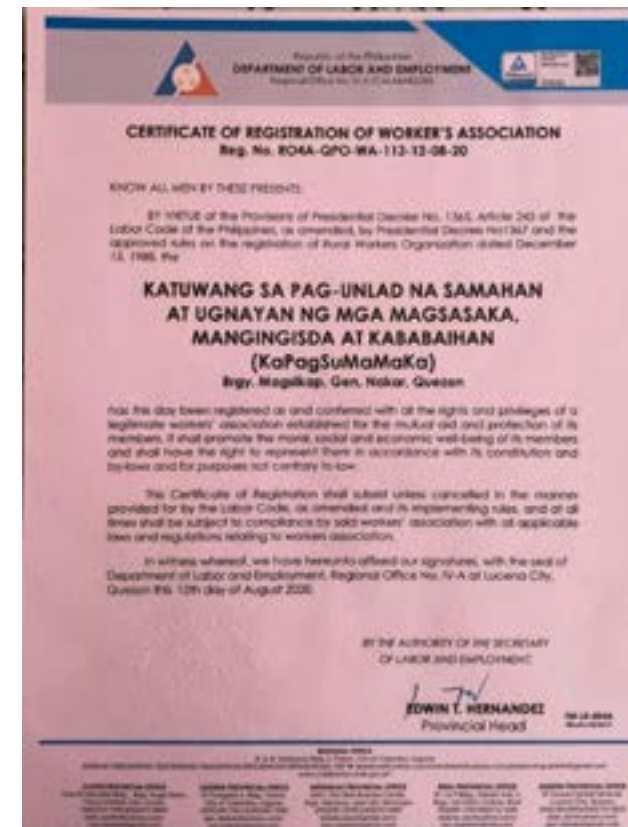 Republic of the Philippines
DEPARTMENT OF LABOR AND EMPLOYMENT
Regional Office No. IV-A
CERTIFICATE OF REGISTRATION OF WORKER'S ASSOCIATION
Reg. No. RO4A-QPO-WA-113-12-08-20
KNOW ALL MEN BY THESE PRESENTS:
BY VIRTUE of the Provisions of Presidential Decree No. 1365, Article 243 of the
Labor Code of the Philippines, as amended, by Presidential Decree No1367 and the
approved rules on the registration of Rural Workers Organization dated December
15, 1988, the
KATUWANG SA PAG-UNLAD NA SAMAHAN
AT UGNAYAN NG MGA MAGSASAKA,
MANGINGISDA AT KABABAIHAN
(KaPagSuMaMaKa)
Brgy. Magsikap, Gen. Nakar, Quezon
has this day been registered as and conferred with all the rights and privileges of a
legitimate workers' association established for the mutual aid and protection of its
members. It shall promote the moral, social and economic well-being of its members
and shall have the right to represent them in accordance with its constitution and
by-laws and for purposes not contrary to law.
This Certificate of Registration shall subsist unless cancelled in the manner
provided for by the Labor Code, as amended and its implementing rules, and at all
times shall be subject to compliance by said workers' association with all applicable
laws and regulations relating to workers association.
In witness whereof, we have hereunto affixed our signatures, with the seal of
Department of Labor and Employment, Regional Office No. IV-A at Lucena City,
Quezon this 12th day of August 2020.
BY THE AUTHORITY OF THE SECRETARY
OF LABOR AND EMPLOYMENT:
EDWIN T. HERNANDEZ
Provincial Head